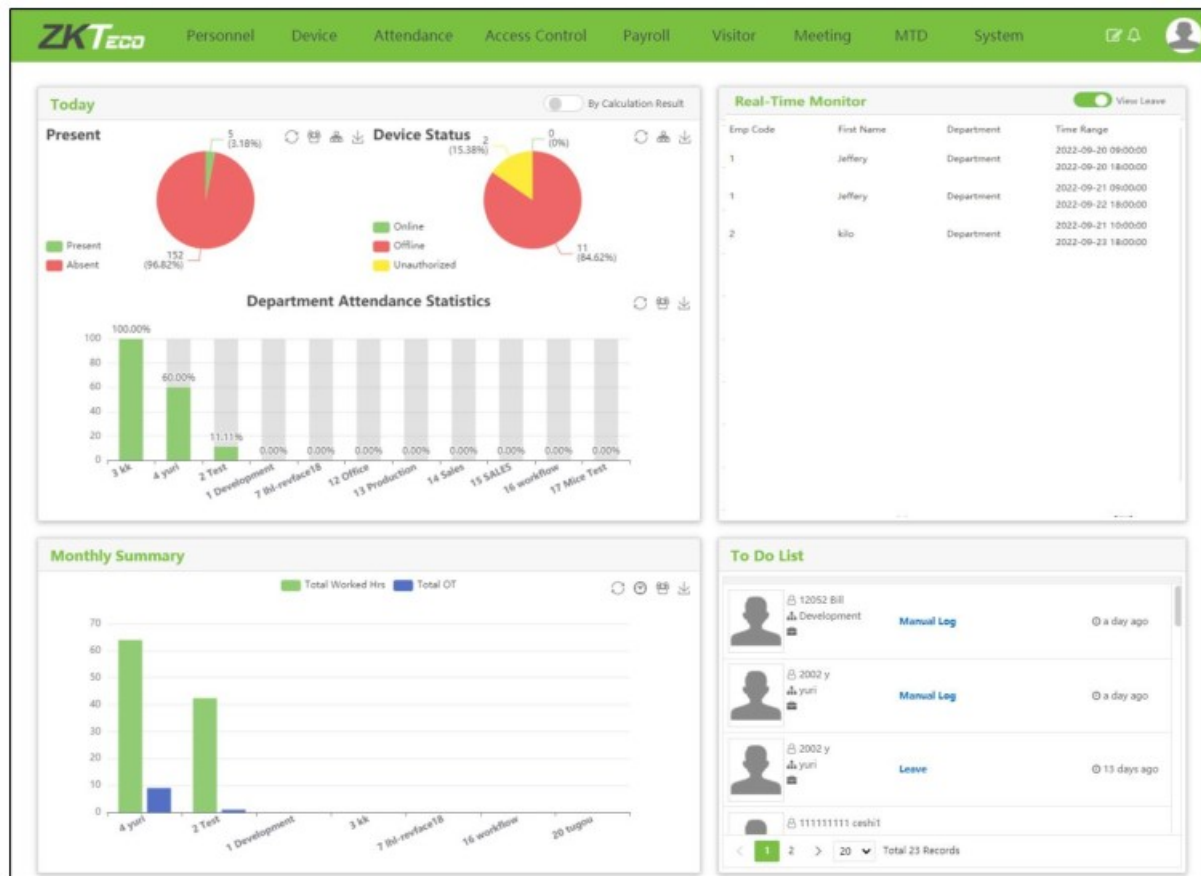 ZKTeco Personnel Device Attendance Access Control Payroll Visitor Meeting MTD System
Today By Calculation Result
Present
5
(3.18%)
152
(96.82%)
Present
Absent
Device Status
2
(15.38%)
0
(0%)
11
(84.62%)
Online
Offline
Unauthorized
Department Attendance Statistics
100
80
60
40
20
0
100.00% 60.00% 11.11% 0.00% 0.00% 0.00% 0.00% 0.00% 0.00% 0.00% 0.00%
3 kk 4 yuri 2 Test 1 Development 7 lhl-revface18 12 Office 13 Production 14 Sales 15 SALES 16 workflow 17 Mice Test
Real-Time Monitor View Leave
Emp Code First Name Department Time Range
1 Jeffery Department 2022-09-20 09:00:00
2022-09-20 18:00:00
1 Jeffery Department 2022-09-21 09:00:00
2022-09-22 18:00:00
2 kilo Department 2022-09-21 10:00:00
2022-09-23 18:00:00
Monthly Summary
Total Worked Hrs Total OT
70
60
50
40
30
20
10
0
4 yuri 2 Test 1 Development 3 kk 7 lhl-revface18 16 workflow 20 tugou
To Do List
12052 Bill
Development Manual Log a day ago
2002 y
yuri Manual Log a day ago
2002 y
yuri Leave 13 days ago
111111111 ceshi1
< 1 2 > 20 Total 23 Records